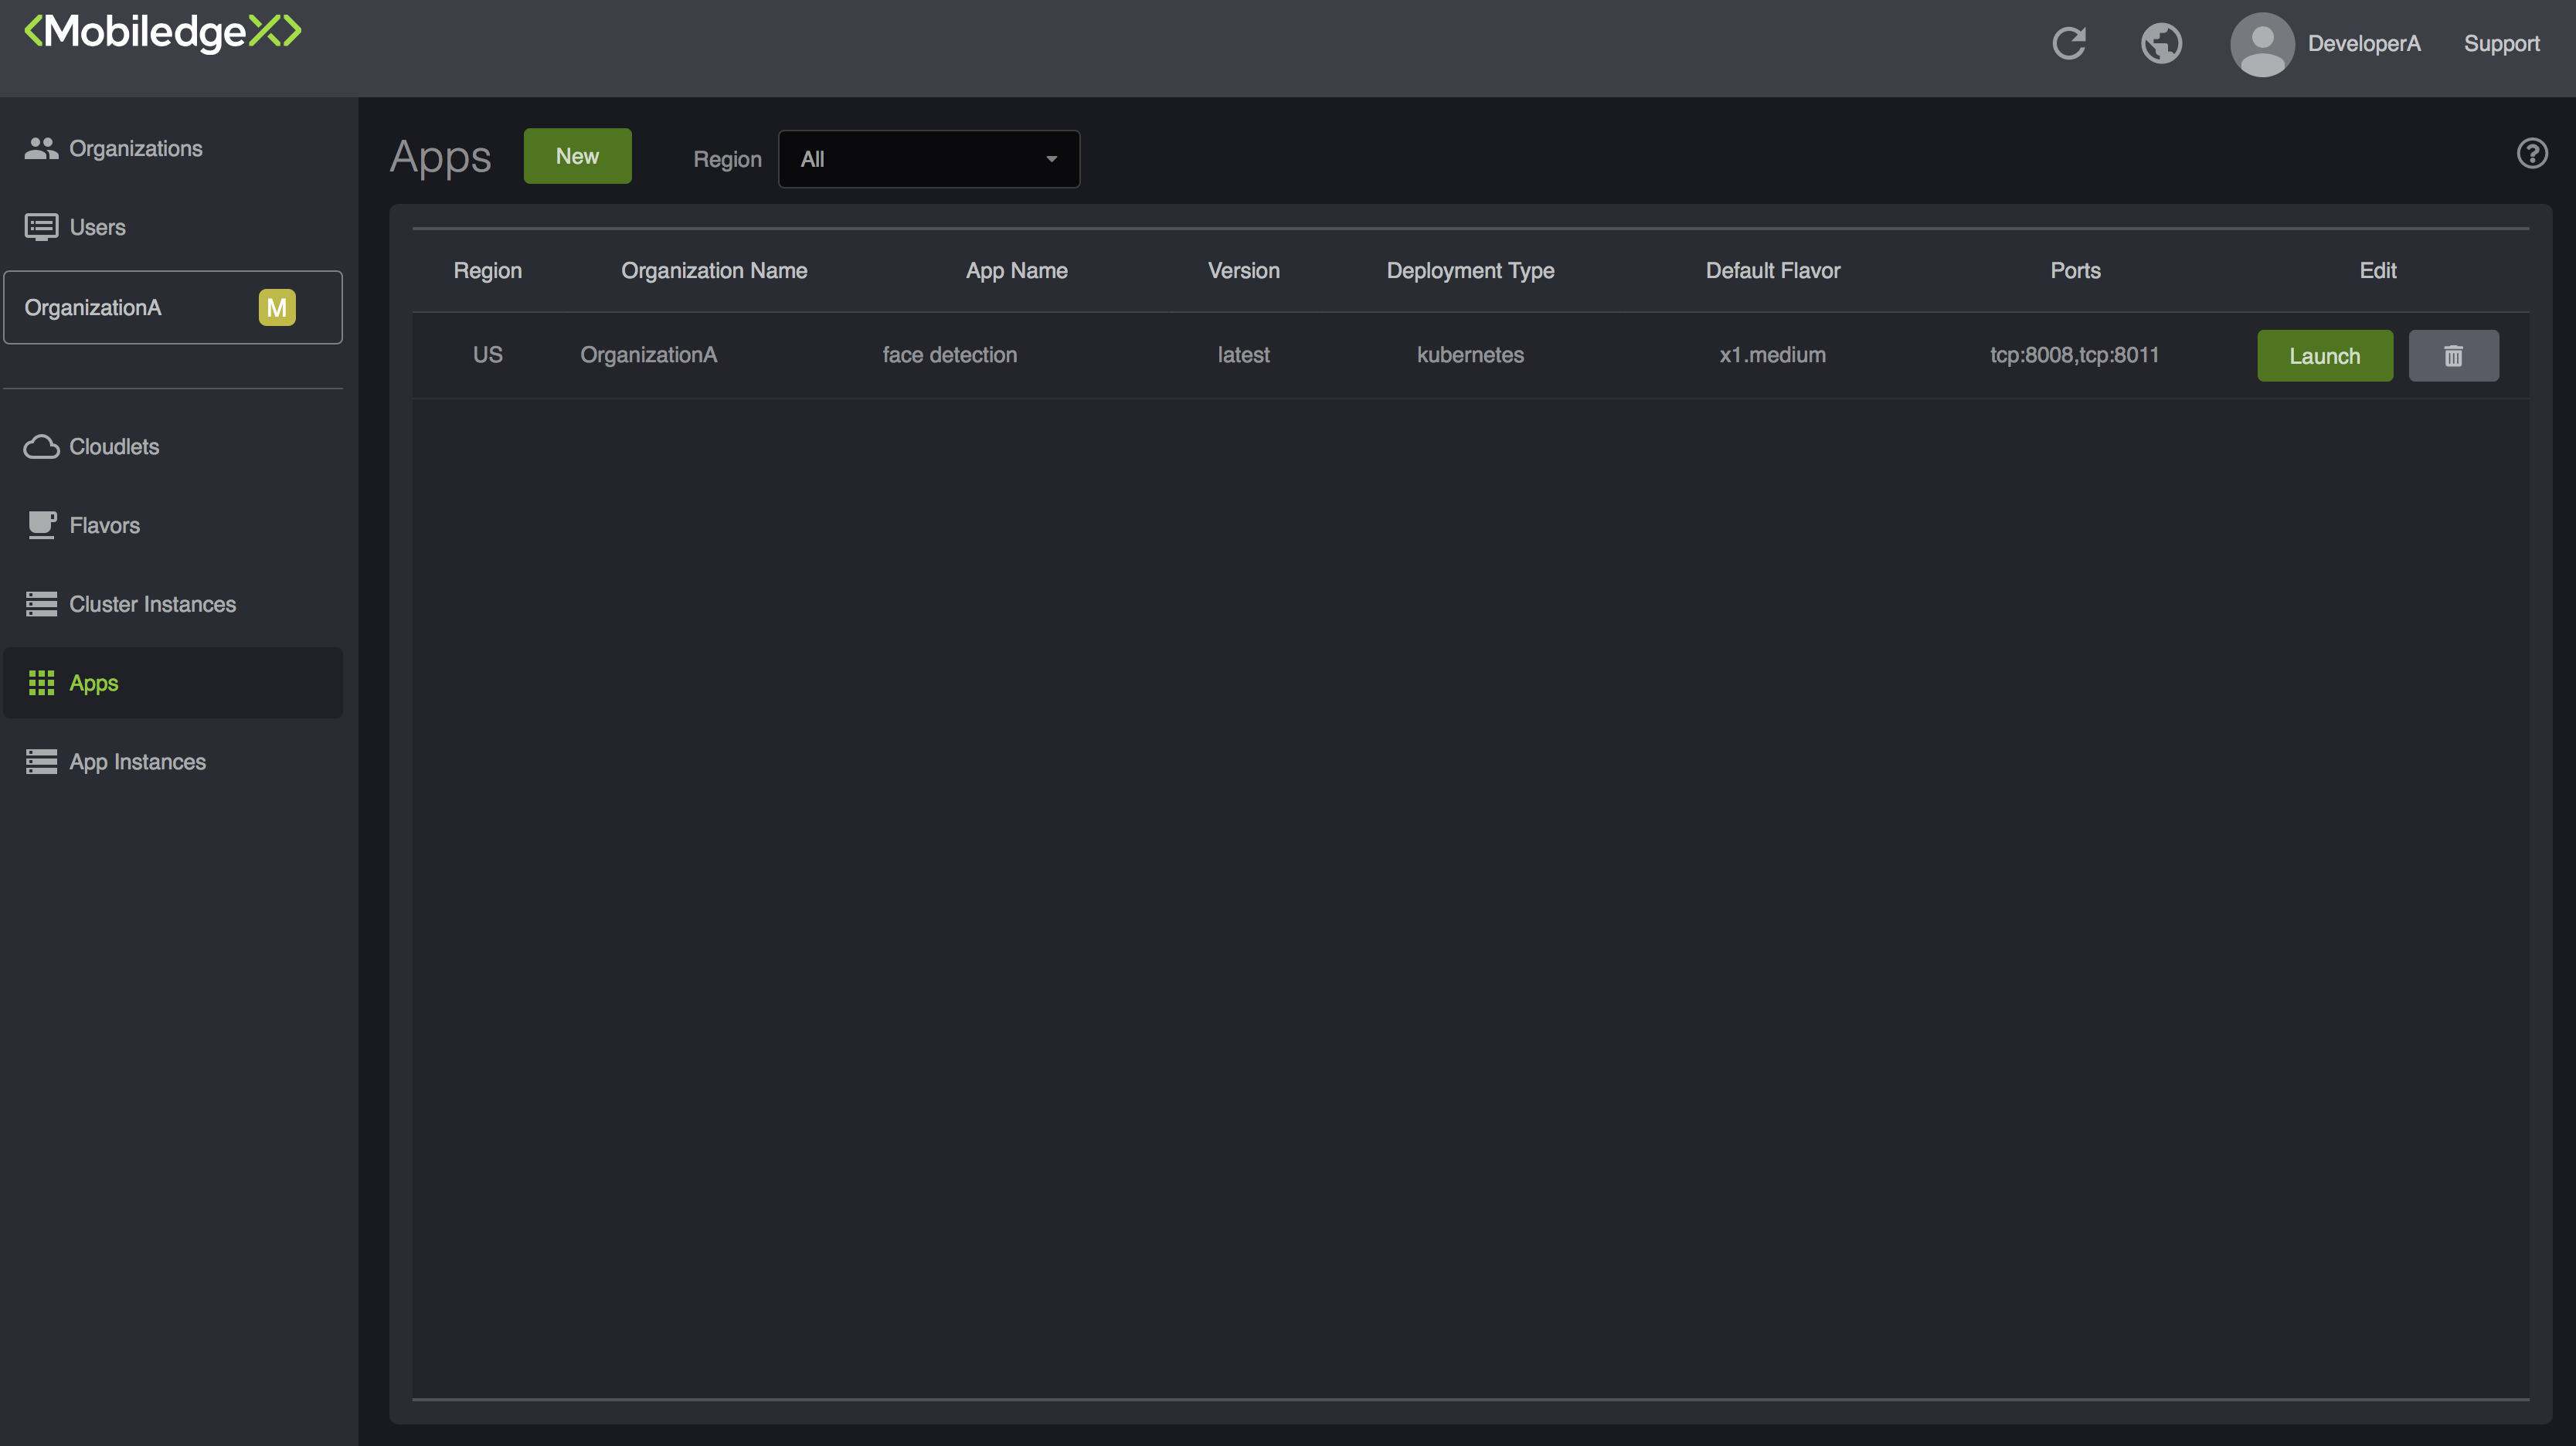 <MobiledgeX>
DeveloperA
Support
Organizations
Users
OrganizationA
M
Cloudlets
Flavors
Cluster Instances
Apps
App Instances
Apps
New
Region
All
Region Organization Name App Name Version Deployment Type Default Flavor Ports Edit
US OrganizationA face detection latest kubernetes x1.medium tcp:8008,tcp:8011 Launch